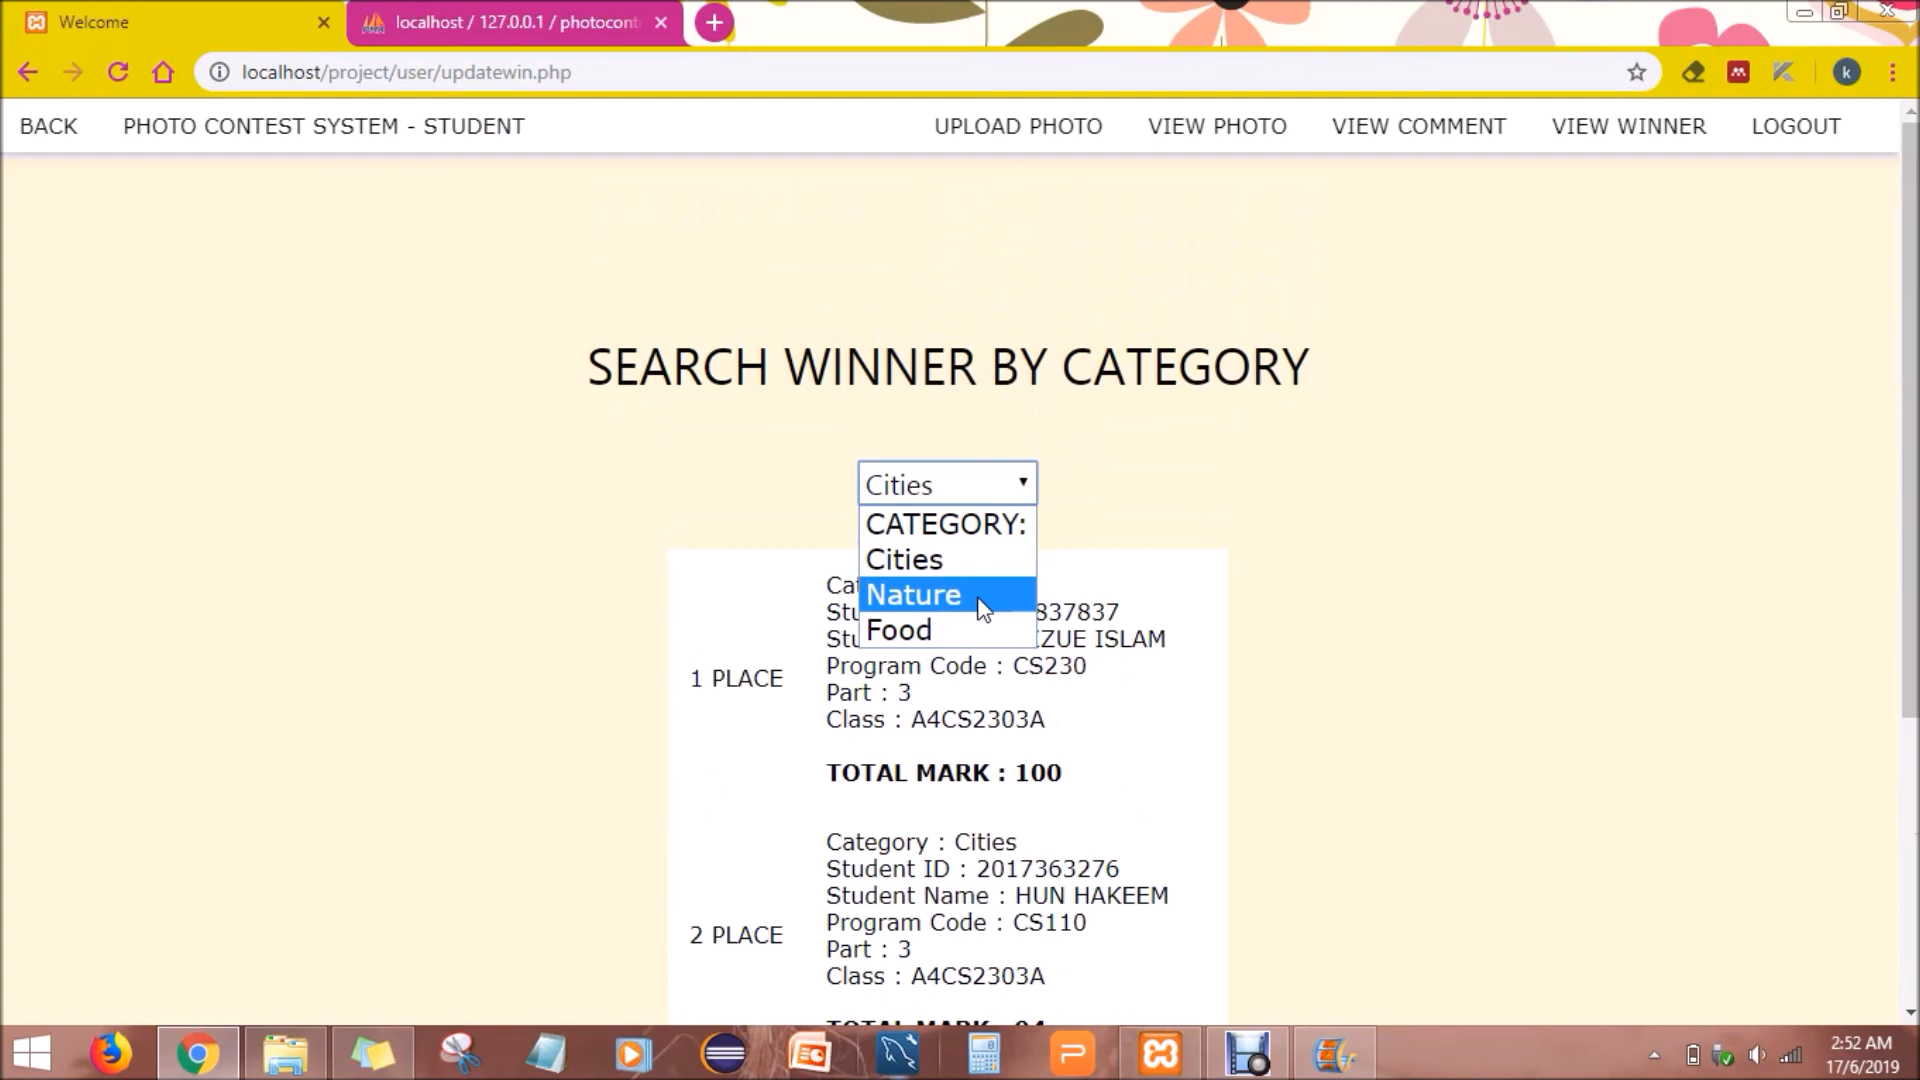 Welcome
localhost / 127.0.0.1 / photocont
localhost/project/user/updatewin.php
k
BACK PHOTO CONTEST SYSTEM - STUDENT UPLOAD PHOTO VIEW PHOTO VIEW COMMENT VIEW WINNER LOGOUT
SEARCH WINNER BY CATEGORY
Cities
CATEGORY:
Cities
Nature
Food
837837
ISLAM
1 PLACE
Program Code : CS230
Part : 3
Class : A4CS2303A
TOTAL MARK : 100
2 PLACE
Category : Cities
Student ID : 2017363276
Student Name : HUN HAKEEM
Program Code : CS110
Part : 3
Class : A4CS2303A
TOTAL MARK :
2:52 AM
17/6/2019